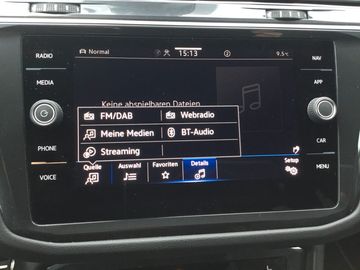 RADIO
MEDIA
PHONE
VOICE
Normal
15:13
9.5°C
Keine abspielbaren Dateien
FM/DAB
Webradio
Meine Medien
BT-Audio
Streaming
Quelle
Auswahl
Favoriten
Details
Setup
NAV
APP
CAR
MENU